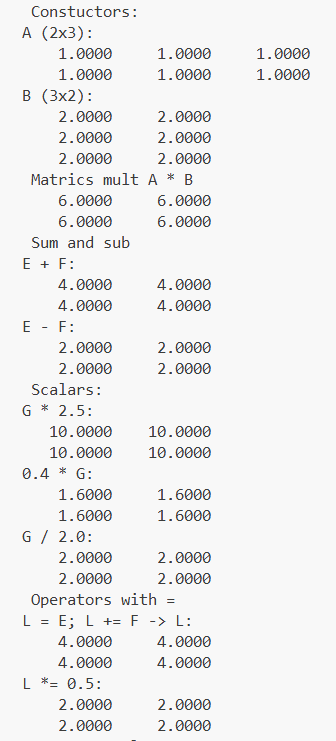 Constuctors:
A (2x3):
1.0000 1.0000 1.0000
1.0000 1.0000 1.0000
B (3x2):
2.0000 2.0000
2.0000 2.0000
2.0000 2.0000
Matrics mult A * B
6.0000 6.0000
6.0000 6.0000
Sum and sub
E + F:
4.0000 4.0000
4.0000 4.0000
E - F:
2.0000 2.0000
2.0000 2.0000
Scalars:
G * 2.5:
10.0000 10.0000
10.0000 10.0000
0.4 * G:
1.6000 1.6000
1.6000 1.6000
G / 2.0:
2.0000 2.0000
2.0000 2.0000
Operators with =
L = E; L += F -> L:
4.0000 4.0000
4.0000 4.0000
L *= 0.5:
2.0000 2.0000
2.0000 2.0000